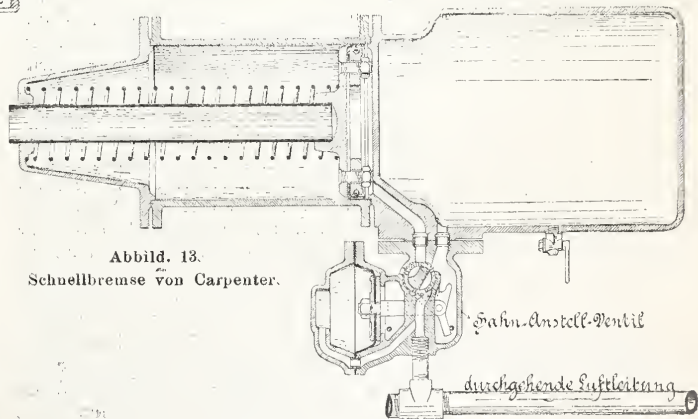 Abbild. 13.
Schnellbremse von Carpenter.
Hahn-Anstell-Ventil
durchgehende Luftleitung